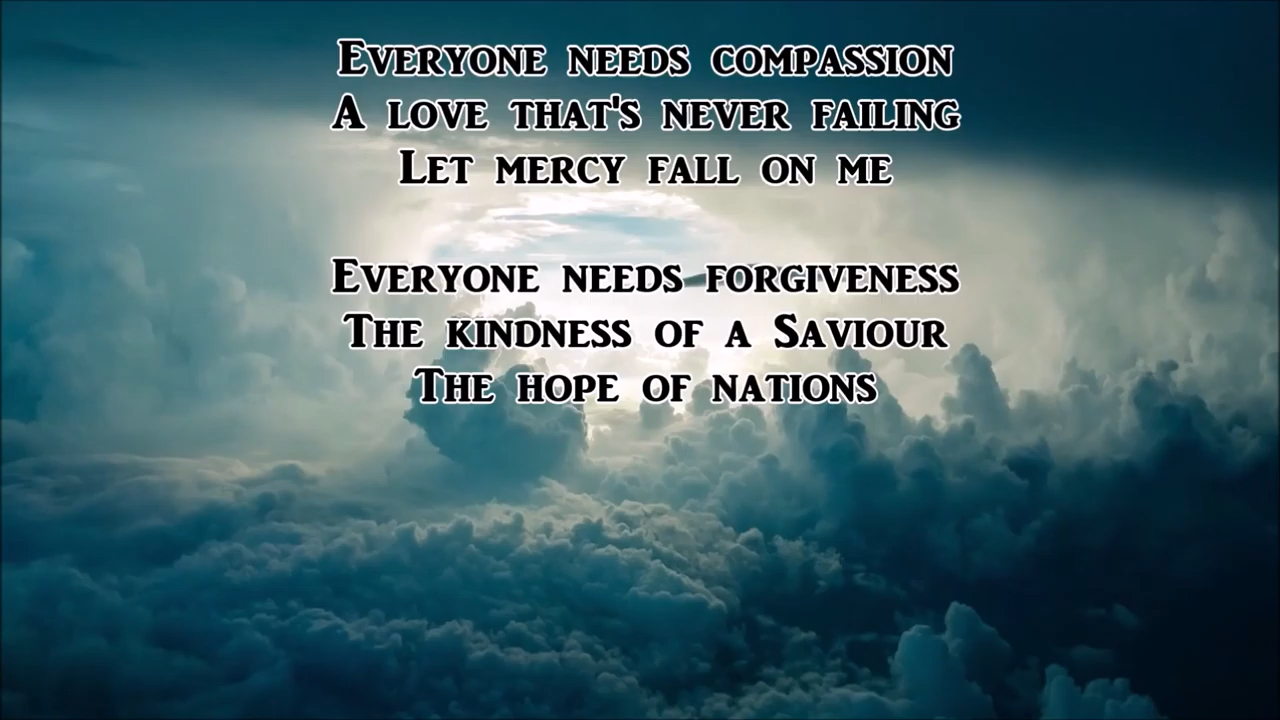 Everyone needs compassion
A love that's never failing
Let mercy fall on me
Everyone needs forgiveness
The kindness of a Saviour
The hope of nations